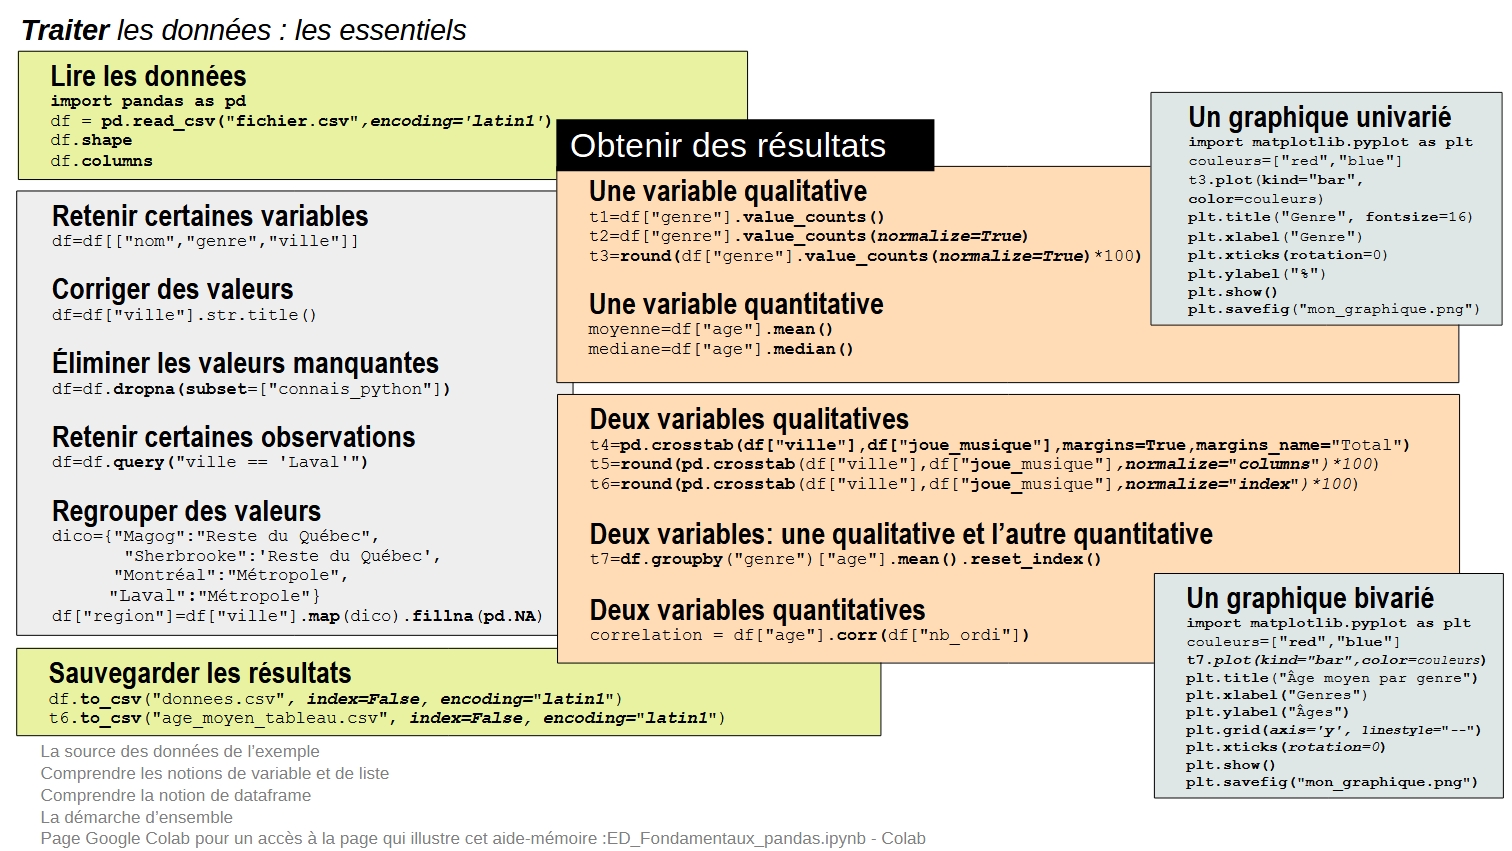 Traiter les données : les essentiels
Lire les données
import pandas as pd
df = pd.read_csv("fichier.csv",encoding='latin1')
df.shape
df.columns
Retenir certaines variables
df=df[["nom","genre","ville"]]
Corriger des valeurs
df=df["ville"].str.title()
Éliminer les valeurs manquantes
df=df.dropna(subset=["connais_python"])
Retenir certaines observations
df=df.query("ville == 'Laval'")
Regrouper des valeurs
dico={"Magog":"Reste du Québec",
"Sherbrooke":'Reste du Québec',
"Montréal":"Métropole",
"Laval":"Métropole"}
df["region"]=df["ville"].map(dico).fillna(pd.NA)
Sauvegarder les résultats
df.to_csv("donnees.csv", index=False, encoding="latin1")
t6.to_csv("age_moyen_tableau.csv", index=False, encoding="latin1")
Obtenir des résultats
Une variable qualitative
t1=df["genre"].value_counts()
t2=df["genre"].value_counts(normalize=True)
t3=round(df["genre"].value_counts(normalize=True)*100)
Une variable quantitative
moyenne=df["age"].mean()
mediane=df["age"].median()
Deux variables qualitatives
t4=pd.crosstab(df["ville"],df["joue_musique"],margins=True,margins_name="Total")
t5=round(pd.crosstab(df["ville"],df["joue_musique"],normalize="columns")*100)
t6=round(pd.crosstab(df["ville"],df["joue_musique"],normalize="index")*100)
Deux variables: une qualitative et l’autre quantitative
t7=df.groupby("genre")["age"].mean().reset_index()
Deux variables quantitatives
correlation = df["age"].corr(df["nb_ordi"])
Un graphique univarié
import matplotlib.pyplot as plt
couleurs=["red","blue"]
t3.plot(kind="bar",
color=couleurs)
plt.title("Genre", fontsize=16)
plt.xlabel("Genre")
plt.xticks(rotation=0)
plt.ylabel("%")
plt.show()
plt.savefig("mon_graphique.png")
Un graphique bivarié
import matplotlib.pyplot as plt
couleurs=["red","blue"]
t7.plot(kind="bar",color=couleurs)
plt.title("Âge moyen par genre")
plt.xlabel("Genres")
plt.ylabel("Âges")
plt.grid(axis='y', linestyle="--")
plt.xticks(rotation=0)
plt.show()
plt.savefig("mon_graphique.png")
La source des données de l’exemple
Comprendre les notions de variable et de liste
Comprendre la notion de dataframe
La démarche d’ensemble
Page Google Colab pour un accès à la page qui illustre cet aide-mémoire :ED_Fondamentaux_pandas.ipynb - Colab